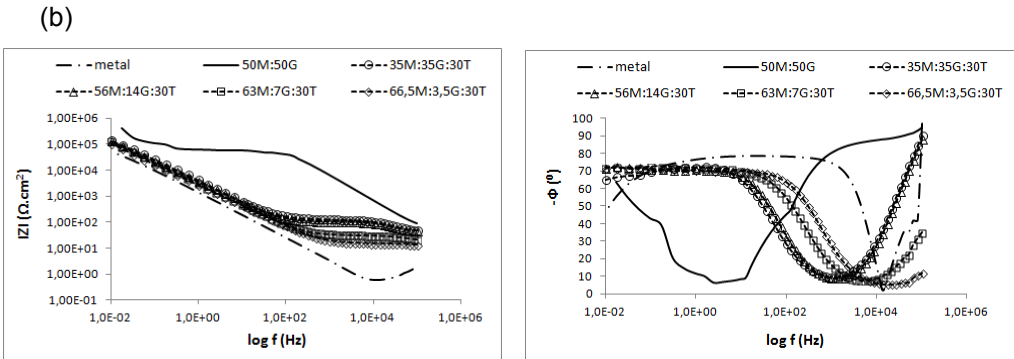 (b)
metal 50M:50G 35M:35G:30T
56M:14G:30T 63M:7G:30T 66,5M:3,5G:30T
1,00E+06
1,00E+05
1,00E+04
1,00E+03
1,00E+02
1,00E+01
1,00E+00
1,00E-01
IZI (Ω.cm²)
1,0E-02 1,0E+00 1,0E+02 1,0E+04 1,0E+06
log f (Hz)
metal 50M:50G 35M:35G:30T
56M:14G:30T 63M:7G:30T 66,5M:3,5G:30T
100
90
80
70
60
50
40
30
20
10
0
-Φ (º)
1,0E-02 1,0E+00 1,0E+02 1,0E+04 1,0E+06
log f (Hz)